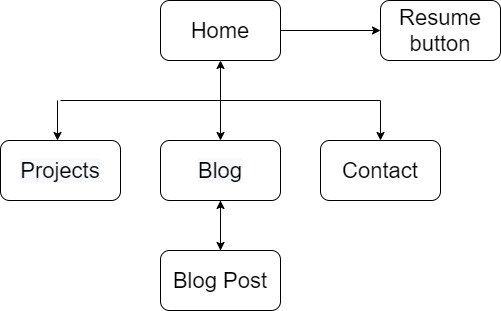 Home
Resume
button
Projects
Blog
Contact
Blog Post